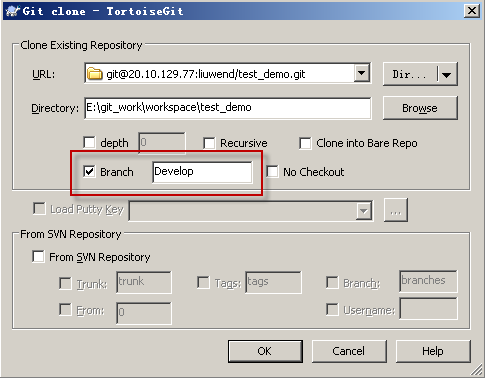 Git clone - TortoiseGit
Clone Existing Repository
URL: git@20.10.129.77:liuwend/test_demo.git Dir...
Directory: E:\git_work\workspace\test_demo Browse
depth 0 Recursive Clone into Bare Repo
Branch Develop No Checkout
Load Putty Key ...
From SVN Repository
From SVN Repository
Trunk: trunk Tags: tags Branch: branches
From: 0 Username:
OK Cancel Help